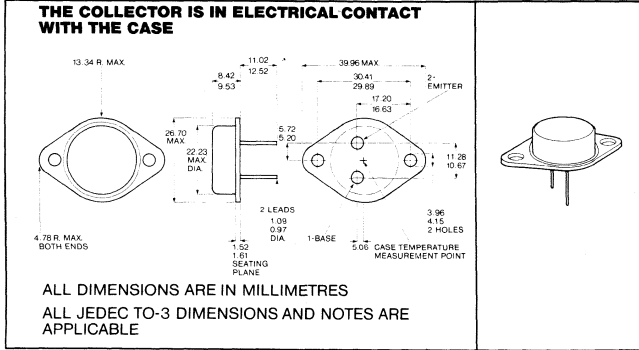 THE COLLECTOR IS IN ELECTRICAL CONTACT
WITH THE CASE
13.34 R. MAX.
11.02
12.52
8.42
9.53
39.96 MAX.
30.41
29.89
2-
EMITTER
17.20
16.63
26.70
MAX.
22.23
MAX.
DIA.
5.72
5.20
11.28
10.67
4.78 R. MAX.
BOTH ENDS
2 LEADS
1.09
0.97
DIA.
1.52
1.61
SEATING
PLANE
1-BASE
5.06
3.96
4.15
2 HOLES
CASE TEMPERATURE
MEASUREMENT POINT
ALL DIMENSIONS ARE IN MILLIMETRES
ALL JEDEC TO-3 DIMENSIONS AND NOTES ARE
APPLICABLE